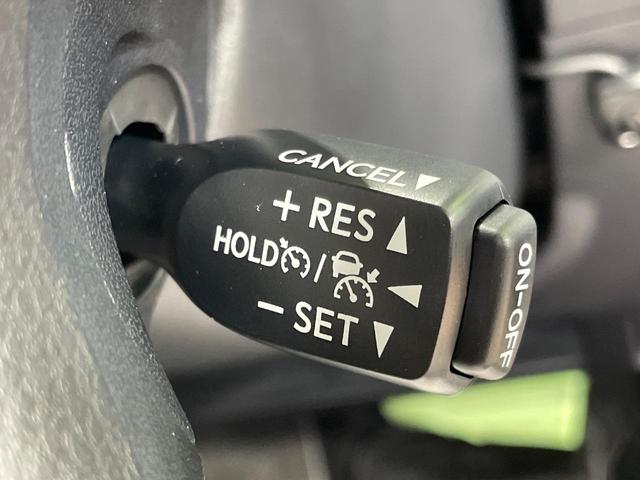 CANCEL▼
+ RES ▲
HOLD / ◀
− SET ▼
ON-OFF